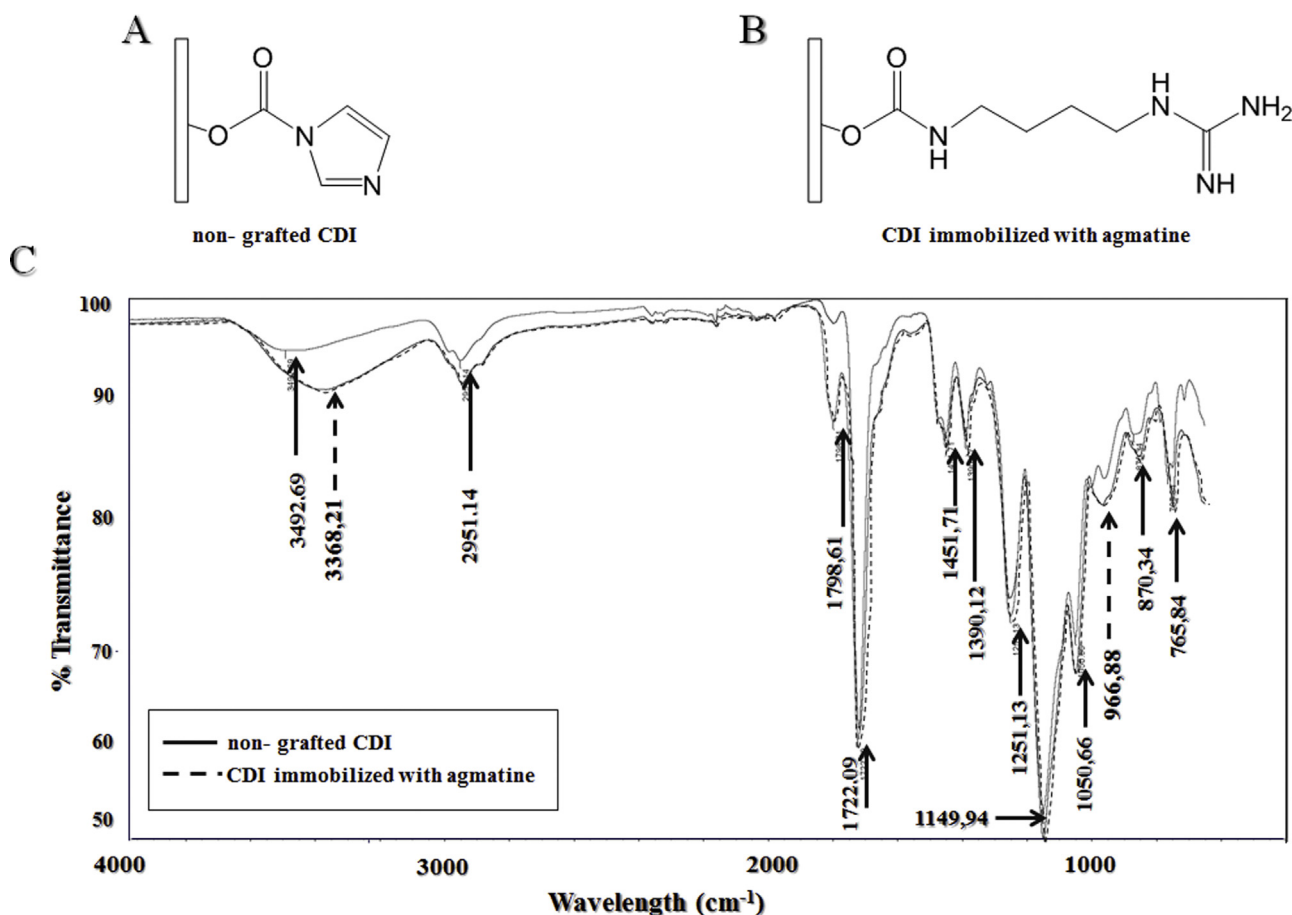 A
O
O
N
N
non- grafted CDI
B
O
O
N
H
H
N
NH2
NH
CDI immobilized with agmatine
C
% Transmittance
100
90
80
70
60
50
3492.69
3368,21
2951.14
1798,61
1722.09
1451,71
1390,12
1251,13
1149,94
1050,66
966,88
870,34
765,84
non- grafted CDI
CDI immobilized with agmatine
4000
3000
2000
1000
Wavelength (cm-1)